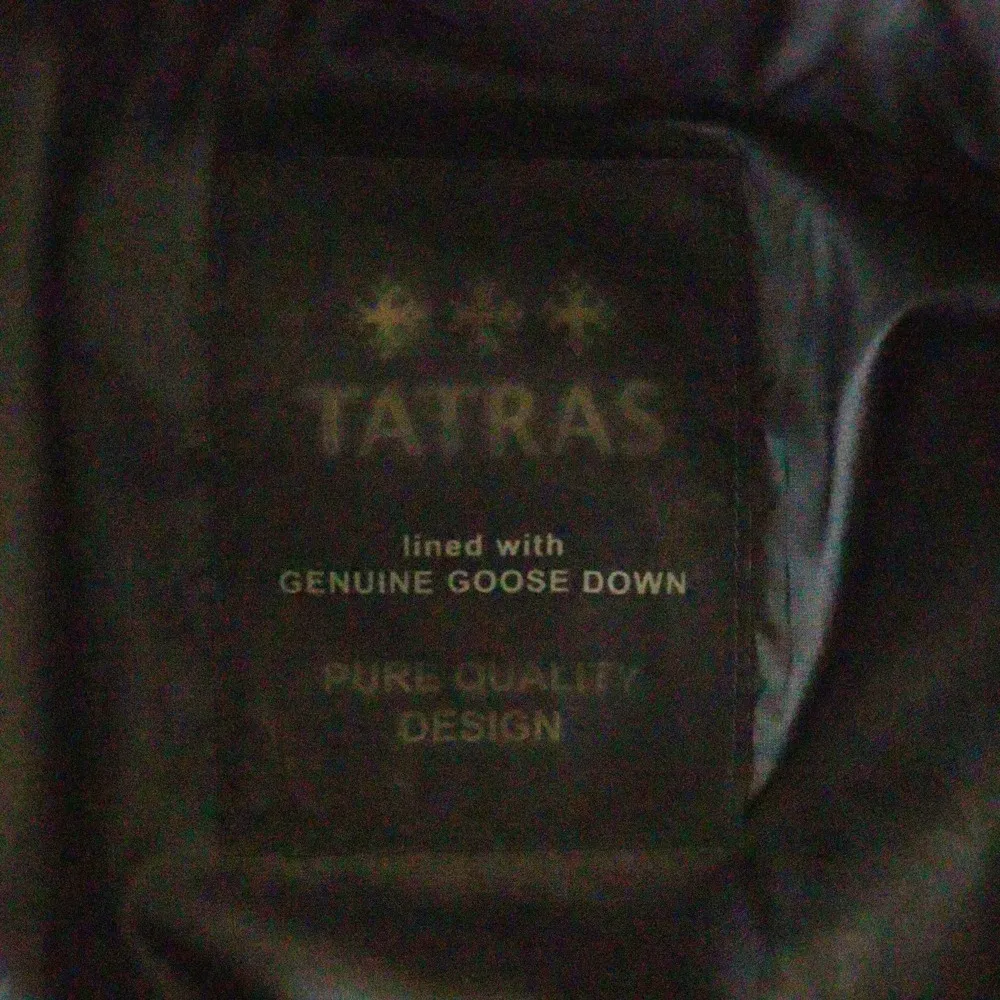 TATRAS
lined with
GENUINE GOOSE DOWN
PURE QUALITY
DESIGN